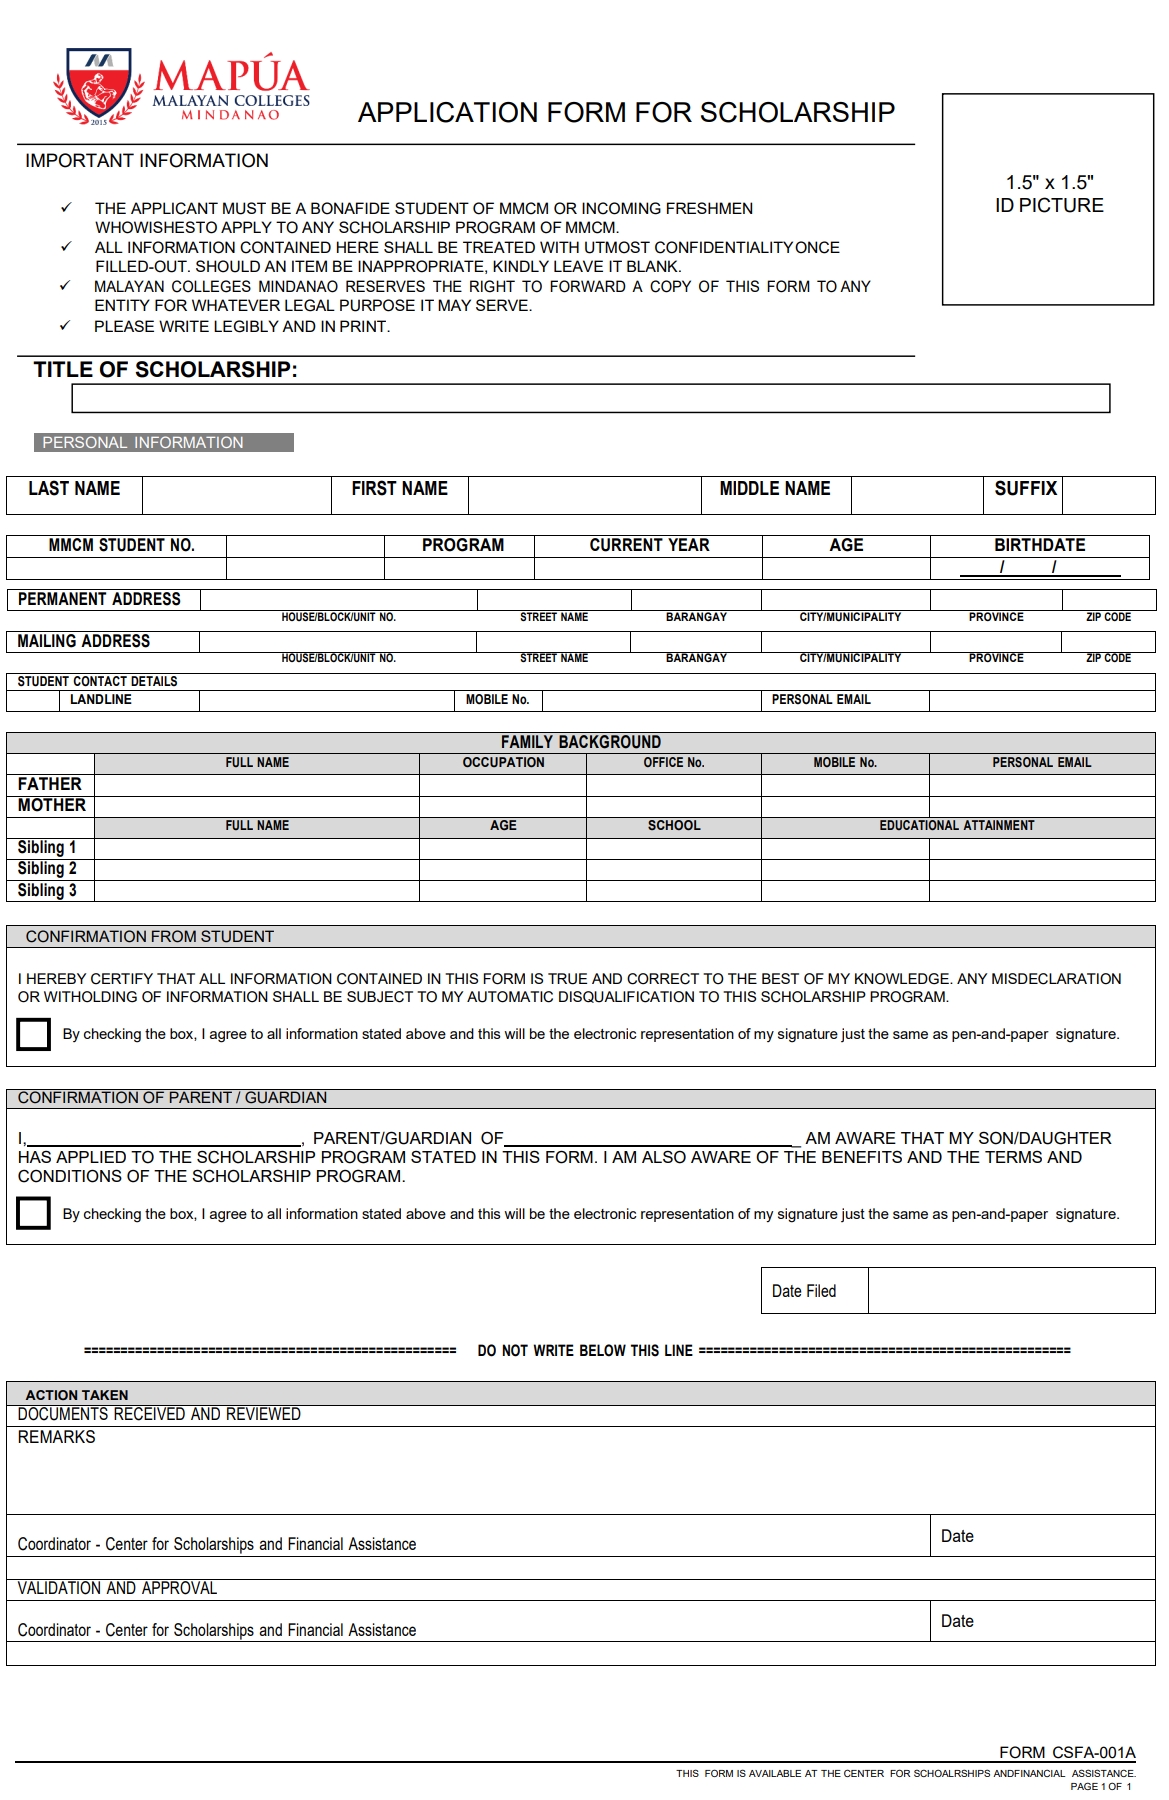 MAPÚA
MALAYAN COLLEGES
MINDANAO
2015
APPLICATION FORM FOR SCHOLARSHIP
1.5" x 1.5"
ID PICTURE
IMPORTANT INFORMATION
✓ THE APPLICANT MUST BE A BONAFIDE STUDENT OF MMCM OR INCOMING FRESHMEN
WHOWISHESTO APPLY TO ANY SCHOLARSHIP PROGRAM OF MMCM.
✓ ALL INFORMATION CONTAINED HERE SHALL BE TREATED WITH UTMOST CONFIDENTIALITY ONCE
FILLED-OUT. SHOULD AN ITEM BE INAPPROPRIATE, KINDLY LEAVE IT BLANK.
✓ MALAYAN COLLEGES MINDANAO RESERVES THE RIGHT TO FORWARD A COPY OF THIS FORM TO ANY
ENTITY FOR WHATEVER LEGAL PURPOSE IT MAY SERVE.
✓ PLEASE WRITE LEGIBLY AND IN PRINT.
TITLE OF SCHOLARSHIP:
PERSONAL INFORMATION
LAST NAME FIRST NAME MIDDLE NAME SUFFIX
MMCM STUDENT NO. PROGRAM CURRENT YEAR AGE BIRTHDATE
/ /
PERMANENT ADDRESS
HOUSE/BLOCK/UNIT NO. STREET NAME BARANGAY CITY/MUNICIPALITY PROVINCE ZIP CODE
MAILING ADDRESS
HOUSE/BLOCK/UNIT NO. STREET NAME BARANGAY CITY/MUNICIPALITY PROVINCE ZIP CODE
STUDENT CONTACT DETAILS
LANDLINE MOBILE No. PERSONAL EMAIL
FAMILY BACKGROUND
FULL NAME OCCUPATION OFFICE No. MOBILE No. PERSONAL EMAIL
FATHER
MOTHER
FULL NAME AGE SCHOOL EDUCATIONAL ATTAINMENT
Sibling 1
Sibling 2
Sibling 3
CONFIRMATION FROM STUDENT
I HEREBY CERTIFY THAT ALL INFORMATION CONTAINED IN THIS FORM IS TRUE AND CORRECT TO THE BEST OF MY KNOWLEDGE. ANY MISDECLARATION
OR WITHOLDING OF INFORMATION SHALL BE SUBJECT TO MY AUTOMATIC DISQUALIFICATION TO THIS SCHOLARSHIP PROGRAM.
By checking the box, I agree to all information stated above and this will be the electronic representation of my signature just the same as pen-and-paper signature.
CONFIRMATION OF PARENT / GUARDIAN
I,____________________, PARENT/GUARDIAN OF____________________ AM AWARE THAT MY SON/DAUGHTER
HAS APPLIED TO THE SCHOLARSHIP PROGRAM STATED IN THIS FORM. I AM ALSO AWARE OF THE BENEFITS AND THE TERMS AND
CONDITIONS OF THE SCHOLARSHIP PROGRAM.
By checking the box, I agree to all information stated above and this will be the electronic representation of my signature just the same as pen-and-paper signature.
Date Filed
=================================================== DO NOT WRITE BELOW THIS LINE ===================================================
ACTION TAKEN
DOCUMENTS RECEIVED AND REVIEWED
REMARKS
Coordinator - Center for Scholarships and Financial Assistance Date
VALIDATION AND APPROVAL
Coordinator - Center for Scholarships and Financial Assistance Date
FORM CSFA-001A
THIS FORM IS AVAILABLE AT THE CENTER FOR SCHOALRSHIPS ANDFINANCIAL ASSISTANCE.
PAGE 1 OF 1